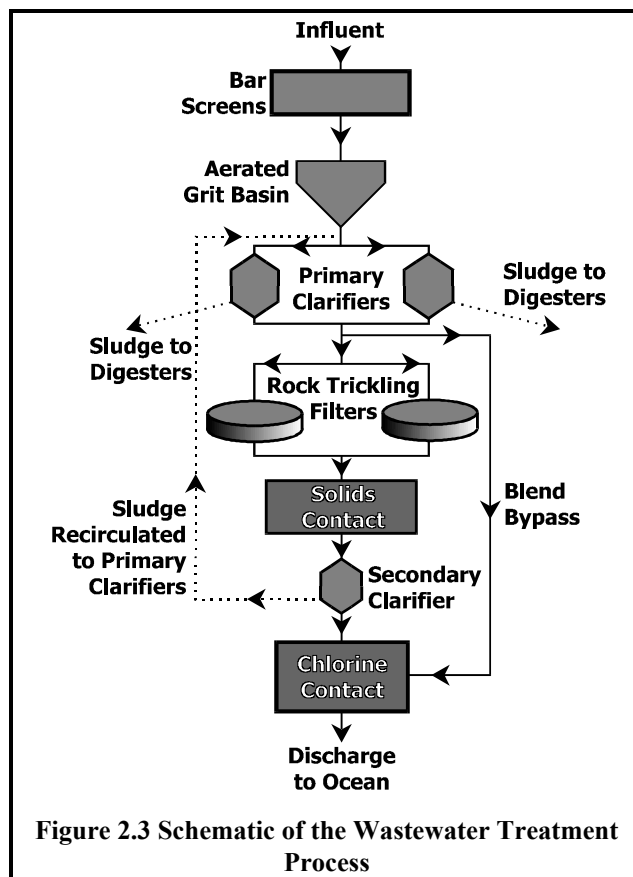 Influent
Bar
Screens
Aerated
Grit Basin
Primary
Clarifiers
Sludge to
Digesters
Sludge to
Digesters
Rock Trickling
Filters
Solids
Contact
Blend
Bypass
Sludge
Recirculated
to Primary
Clarifiers
Secondary
Clarifier
Chlorine
Contact
Discharge
to Ocean
Figure 2.3 Schematic of the Wastewater Treatment
Process